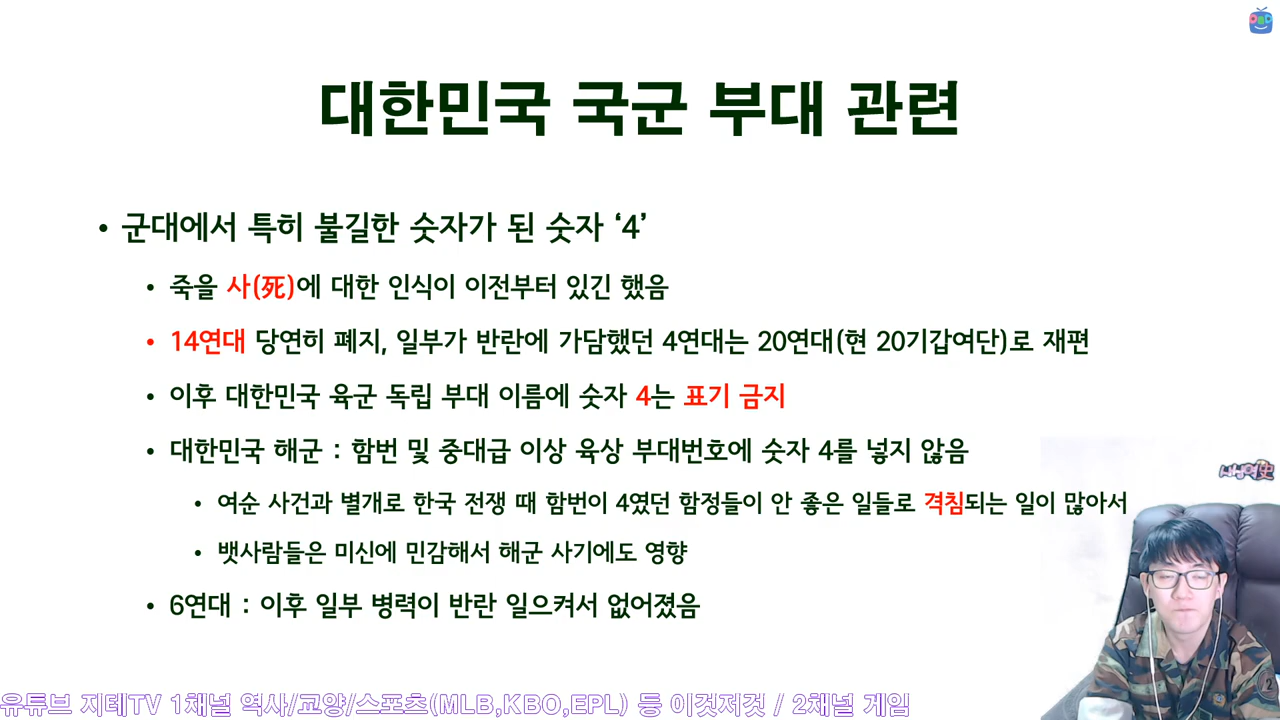 대한민국 국군 부대 관련
• 군대에서 특히 불길한 숫자가 된 숫자 ‘4’
• 죽을 사(死)에 대한 인식이 이전부터 있긴 했음
• 14연대 당연히 폐지, 일부가 반란에 가담했던 4연대는 20연대(현 20기갑여단)로 재편
• 이후 대한민국 육군 독립 부대 이름에 숫자 4는 표기 금지
• 대한민국 해군 : 함번 및 중대급 이상 육상 부대번호에 숫자 4를 넣지 않음
• 여순 사건과 별개로 한국 전쟁 때 함번이 4였던 함정들이 안 좋은 일들로 격침되는 일이 많아서
• 뱃사람들은 미신에 민감해서 해군 사기에도 영향
• 6연대 : 이후 일부 병력이 반란 일으켜서 없어졌음
유튜브 지테TV 1채널 역사/교양/스포츠(MLB,KBO,EPL) 등 이것저것 / 2채널 게임